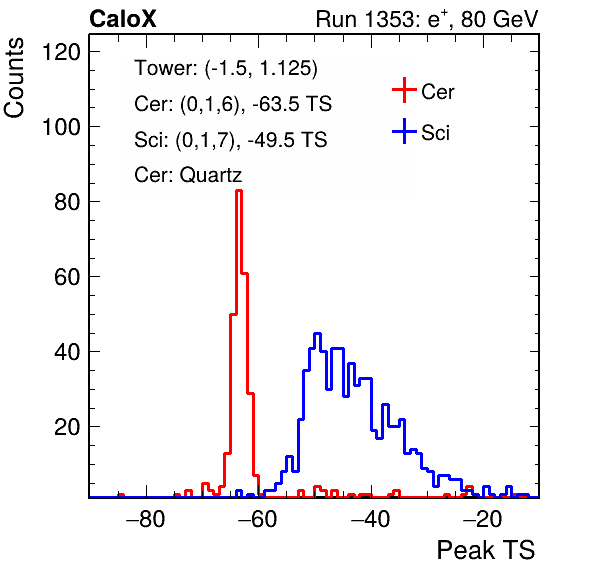 CaloX Run 1353: e⁺, 80 GeV
Counts
Tower: (-1.5, 1.125)
Cer: (0,1,6), -63.5 TS
Sci: (0,1,7), -49.5 TS
Cer: Quartz
Cer
Sci
120
100
80
60
40
20
−80 −60 −40 −20
Peak TS